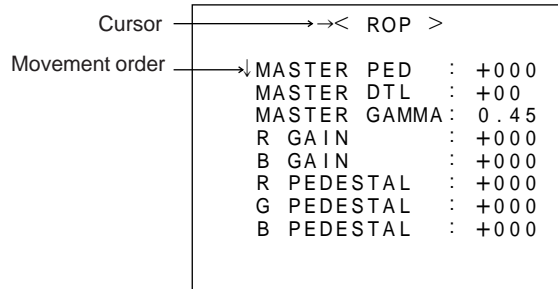 Cursor →< ROP >
Movement order ↓MASTER PED : +000
MASTER DTL : +00
MASTER GAMMA: 0.45
R GAIN : +000
B GAIN : +000
R PEDESTAL : +000
G PEDESTAL : +000
B PEDESTAL : +000